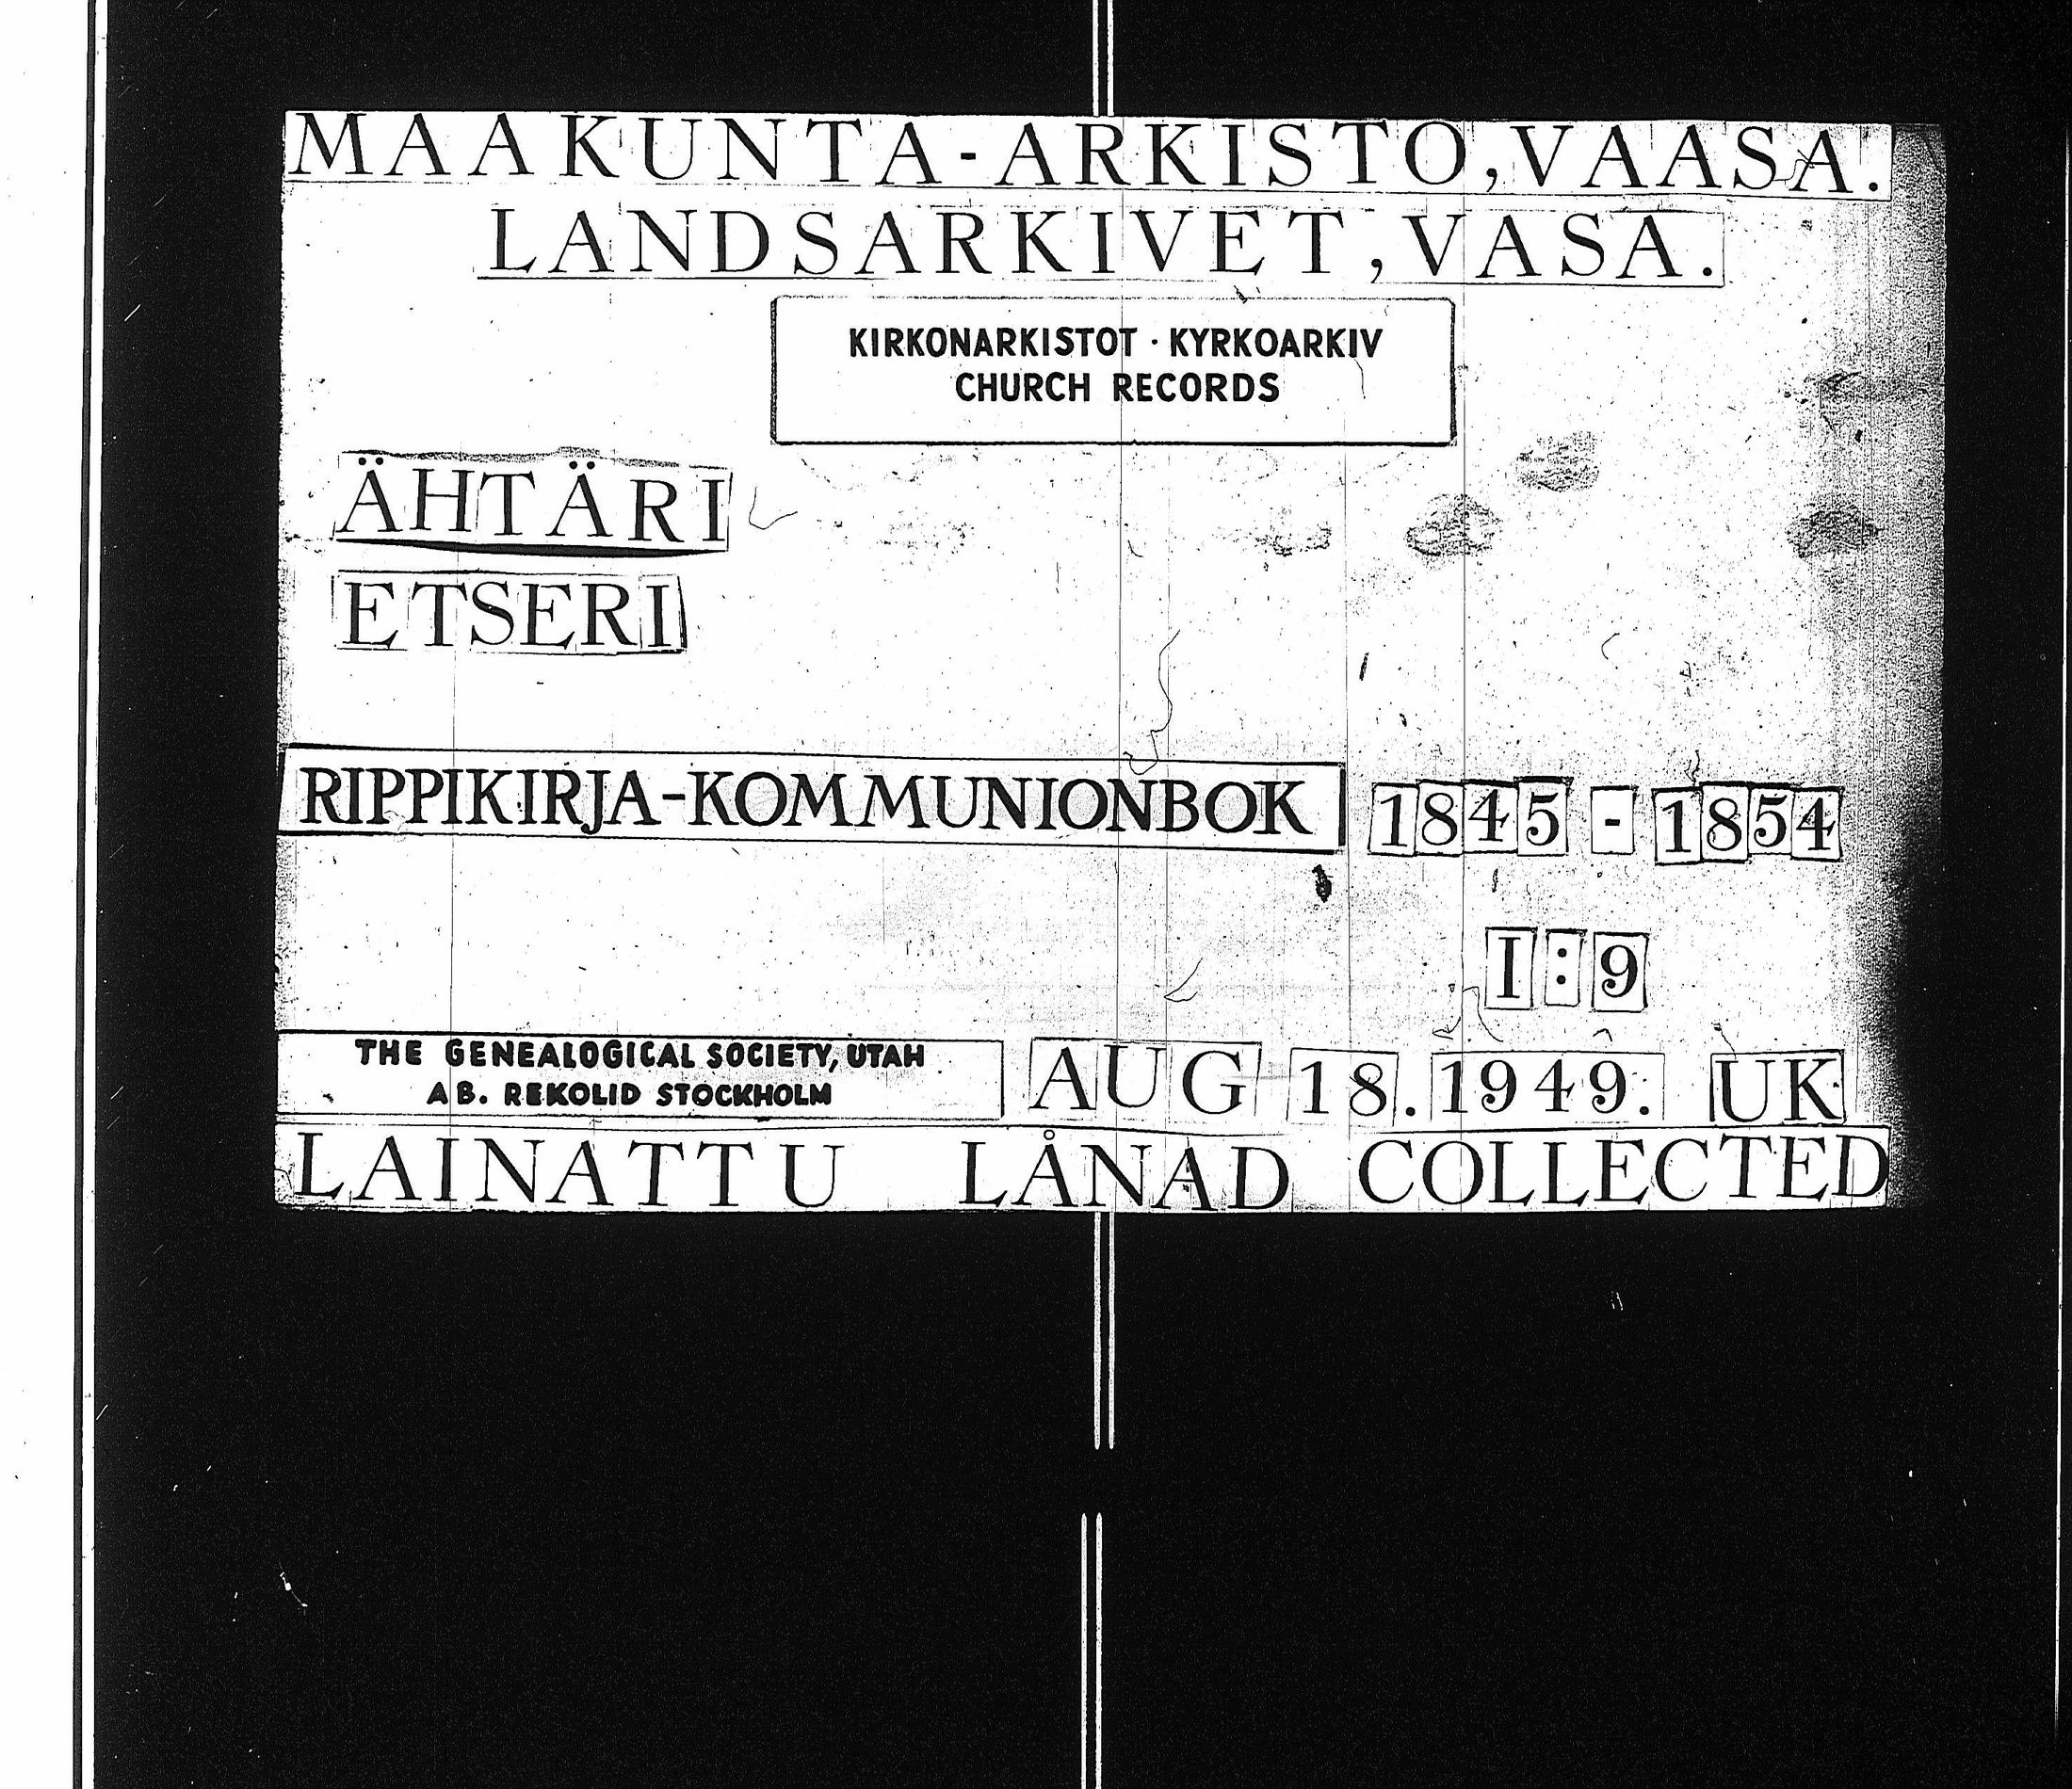 MAAKUNTA-ARKISTO, VAASA.
LANDSARKIVET, VASA.
KIRKONARKISTOT · KYRKOARKIV
CHURCH RECORDS
ÄHTÄRI
ETSERI
RIPPIKIRJA-KOMMUNIONBOK 1845 - 1854
I:9
THE GENEALOGICAL SOCIETY, UTAH
AB. REKOLID STOCKHOLM
AUG 18. 1949. UK
LAINATTU LÅNAD COLLECTED